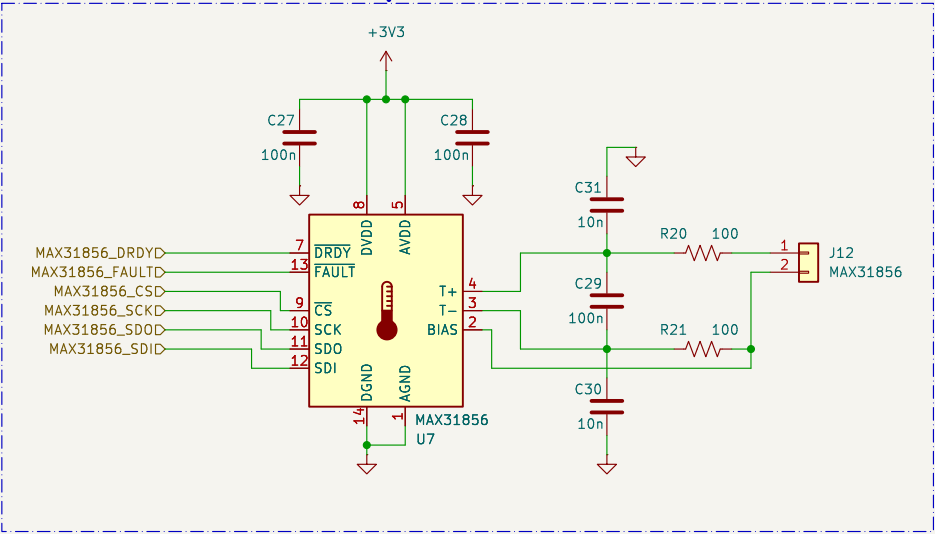 +3V3
C27
100n
C28
100n
8
5
DVDD
AVDD
MAX31856_DRDY
7
DRDY
MAX31856_FAULT
13
FAULT
MAX31856_CS
9
CS
MAX31856_SCK
10
SCK
MAX31856_SDO
11
SDO
MAX31856_SDI
12
SDI
T+
4
T-
3
BIAS
2
DGND
AGND
14
1
MAX31856
U7
C31
10n
C29
100n
C30
10n
R20 100
R21 100
1
2
J12
MAX31856